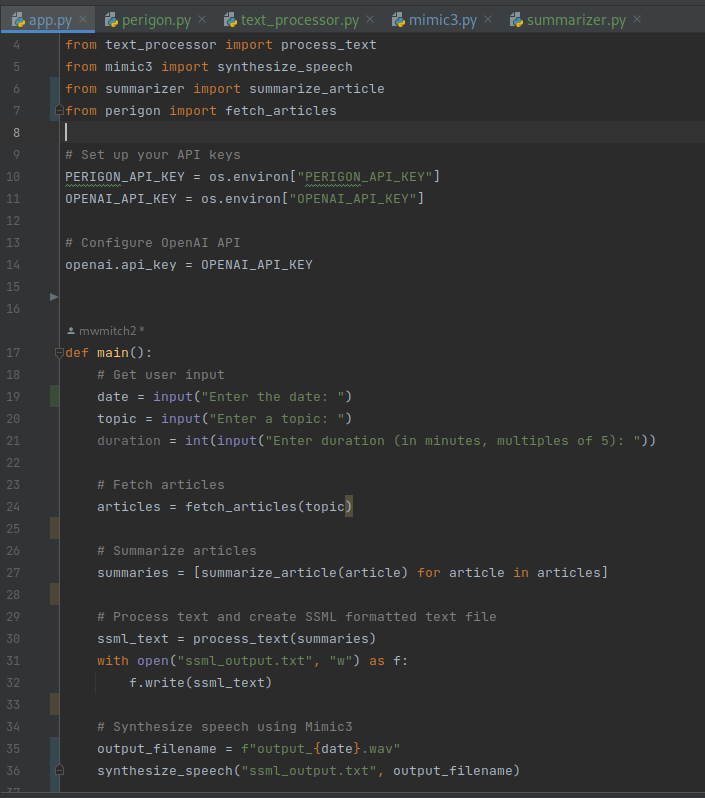 app.py × perigon.py × text_processor.py × mimic3.py × summarizer.py ×
4 from text_processor import process_text
5 from mimic3 import synthesize_speech
6 from summarizer import summarize_article
7 from perigon import fetch_articles
8
9 # Set up your API keys
10 PERIGON_API_KEY = os.environ["PERIGON_API_KEY"]
11 OPENAI_API_KEY = os.environ["OPENAI_API_KEY"]
12
13 # Configure OpenAI API
14 openai.api_key = OPENAI_API_KEY
15
16
mwmitch2 *
17 def main():
18     # Get user input
19     date = input("Enter the date: ")
20     topic = input("Enter a topic: ")
21     duration = int(input("Enter duration (in minutes, multiples of 5): "))
22
23     # Fetch articles
24     articles = fetch_articles(topic)
25
26     # Summarize articles
27     summaries = [summarize_article(article) for article in articles]
28
29     # Process text and create SSML formatted text file
30     ssml_text = process_text(summaries)
31     with open("ssml_output.txt", "w") as f:
32         f.write(ssml_text)
33
34     # Synthesize speech using Mimic3
35     output_filename = f"output_{date}.wav"
36     synthesize_speech("ssml_output.txt", output_filename)
37